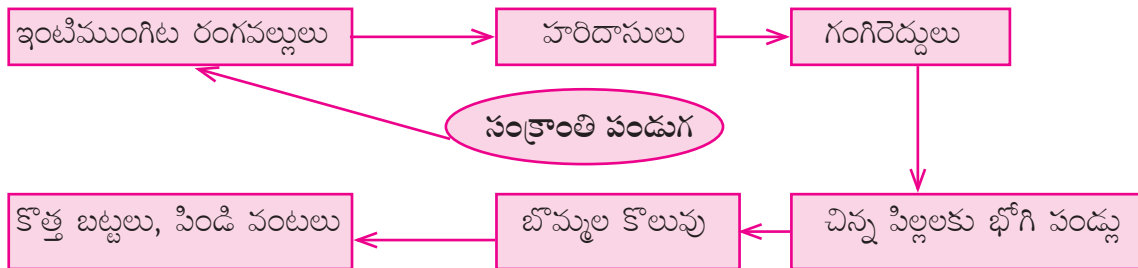 ఇంటిముంగిట రంగవల్లులు
హరిదాసులు
గంగిరెద్దులు
సంక్రాంతి పండుగ
చిన్న పిల్లలకు భోగి పండ్లు
బొమ్మల కొలువు
కొత్త బట్టలు, పిండి వంటలు